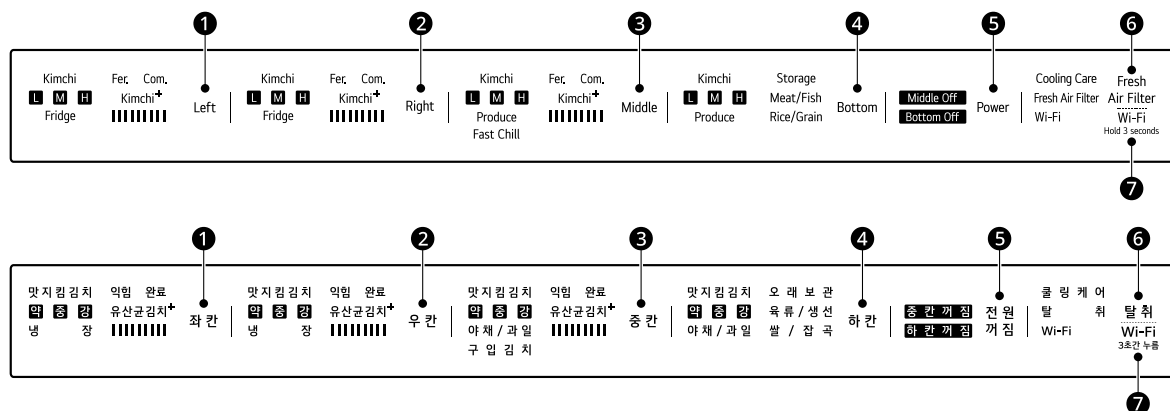 1 2 3 4 5 6
Kimchi Fer. Com. Kimchi Fer. Com. Kimchi Fer. Com. Kimchi Storage Cooling Care Fresh
L M H Kimchi+ Left L M H Kimchi+ Right L M H Kimchi+ Middle L M H Meat/Fish Bottom Middle Off Power Fresh Air Filter Air Filter
Fridge Fridge Produce Produce Rice/Grain Bottom Off Wi-Fi Wi-Fi
Fast Chill Hold 3 seconds
7
1 2 3 4 5 6
맛지킴김치 익힘 완료 맛지킴김치 익힘 완료 맛지킴김치 익힘 완료 맛지킴김치 오래보관 쿨링케어
약 중 강 유산균김치+ 좌칸 약 중 강 유산균김치+ 우칸 약 중 강 유산균김치+ 중칸 약 중 강 육류/생선 하칸 중칸꺼짐 전원 탈 취 탈취
냉 장 냉 장 야채/과일 야채/과일 쌀/잡곡 하칸꺼짐 꺼짐 Wi-Fi Wi-Fi
구입김치 3초간 누름
7